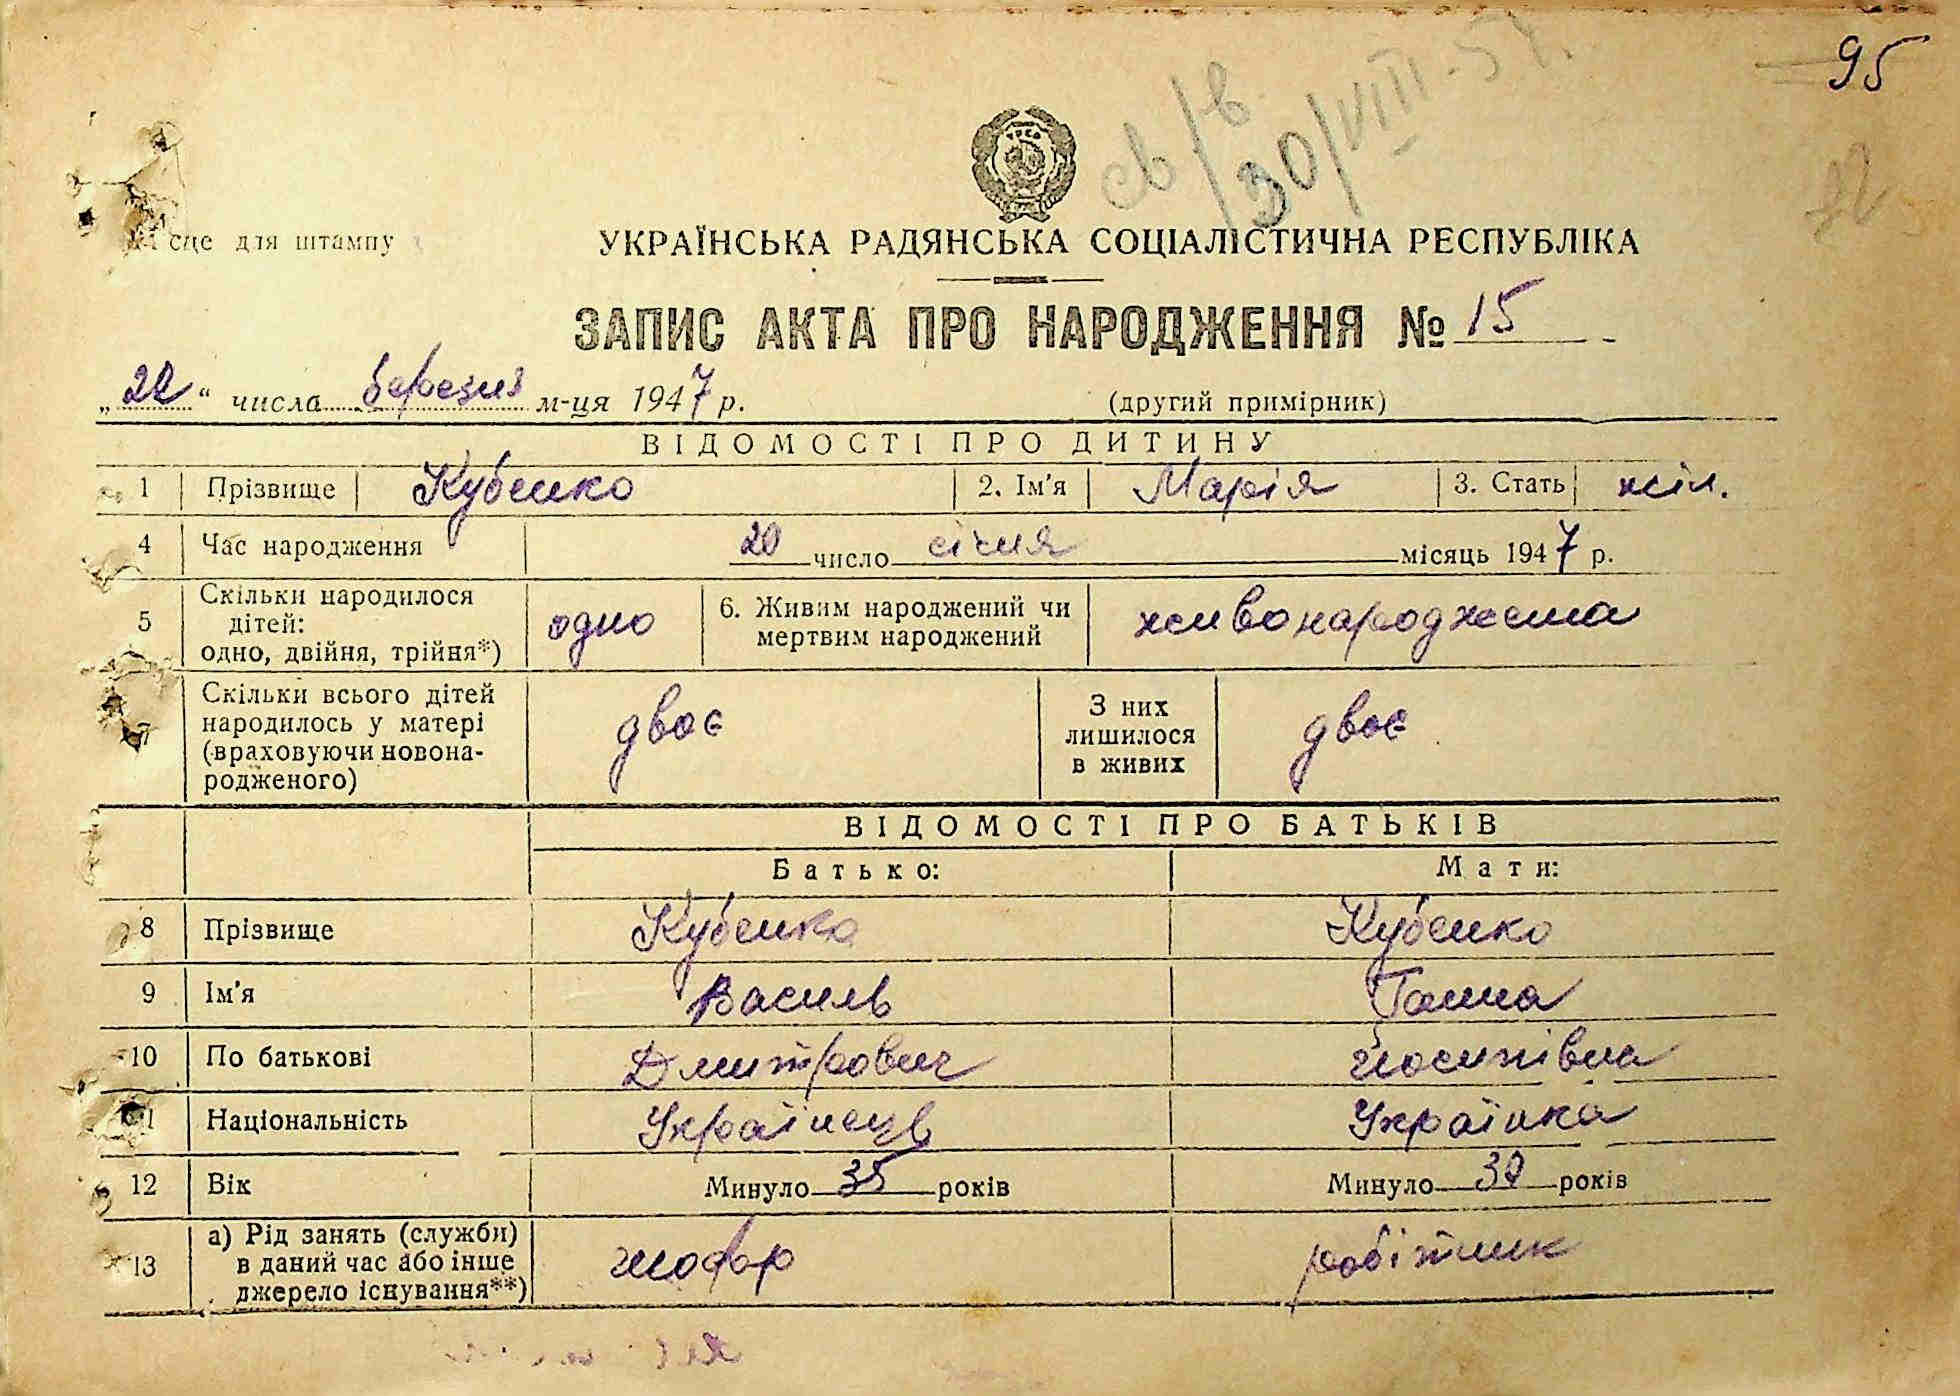 95
св/в
30/VIII-57.
Місце для штампу
УКРАЇНСЬКА РАДЯНСЬКА СОЦІАЛІСТИЧНА РЕСПУБЛІКА
ЗАПИС АКТА ПРО НАРОДЖЕННЯ № 15
„22“ числа березня м-ця 1947 р. (другий примірник)
ВІДОМОСТІ ПРО ДИТИНУ
1 Прізвище Кубенко 2. Ім'я Марія 3. Стать жін.
4 Час народження 20 число січня місяць 1947 р.
5 Скільки народилося дітей: одно, двійня, трійня*) одно 6. Живим народжений чи мертвим народжений живонароджена
7 Скільки всього дітей народилось у матері (враховуючи новонародженого) двоє З них лишилося в живих двоє
ВІДОМОСТІ ПРО БАТЬКІВ
Батько: Мати:
8 Прізвище Кубенко Кубенко
9 Ім'я Василь Ганна
10 По батькові Дмитрович Йосипівна
11 Національність Українець Українка
12 Вік Минуло 35 років Минуло 30 років
13 а) Рід занять (служби) в даний час або інше джерело існування**) шофер робітник